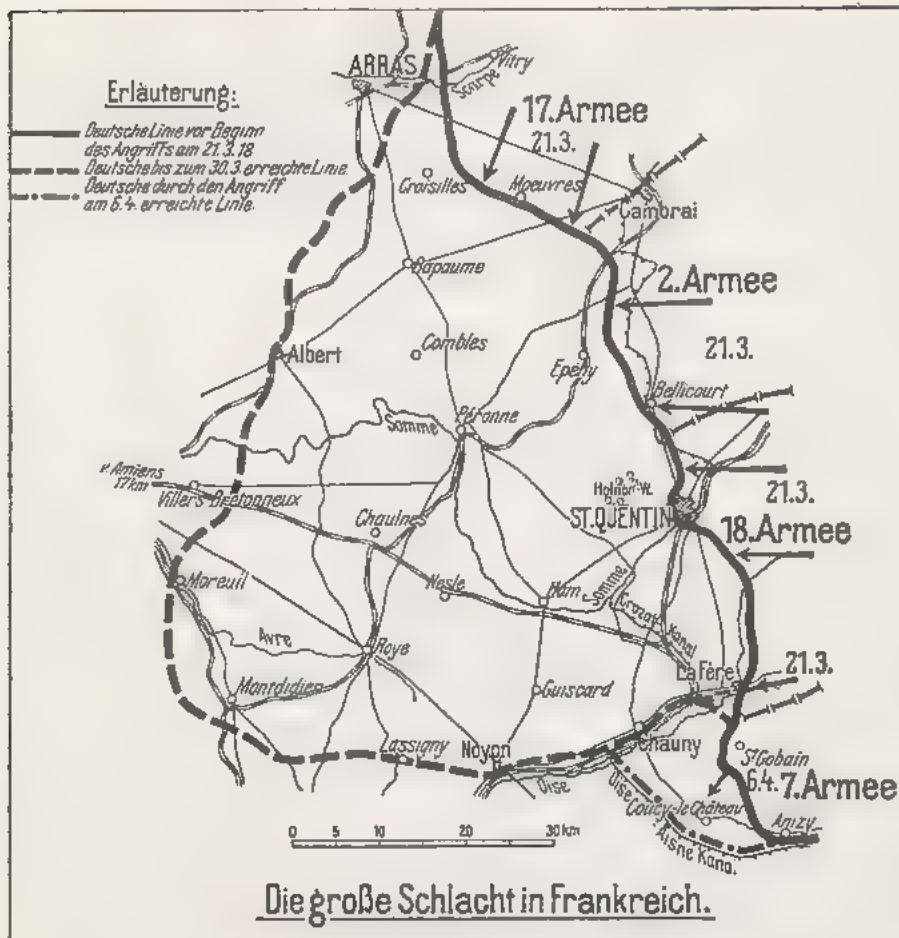 ARRAS
Vitry
Scarpe
Erläuterung:
Deutsche Linie vor Beginn
des Angriffs am 21.3.18
Deutsche bis zum 30.3. erreichte Linie.
Deutsche durch den Angriff
am 6.4. erreichte Linie.
17. Armee
21.3.
Croisilles
Moeuvres
Cambrai
Bapaume
2. Armee
Albert
Combles
Epehy
21.3.
Bellicourt
Somme
Péronne
n. Amiens
17 km
Villers-Bretonneux
Holnon-W.
ST. QUENTIN
21.3.
Chaulnes
18. Armee
Moreuil
Nesle
Ham
Somme
Crozat
Kanal
Avre
Roye
La Fère
21.3.
Montdidier
Guiscard
Lassigny
Noyon
Chauny
St Gobain
Oise
Oise
6.4. 7. Armee
Coucy-le-Château
Anizy
Aisne Kana.
0 10 20 30 km
Die große Schlacht in Frankreich.